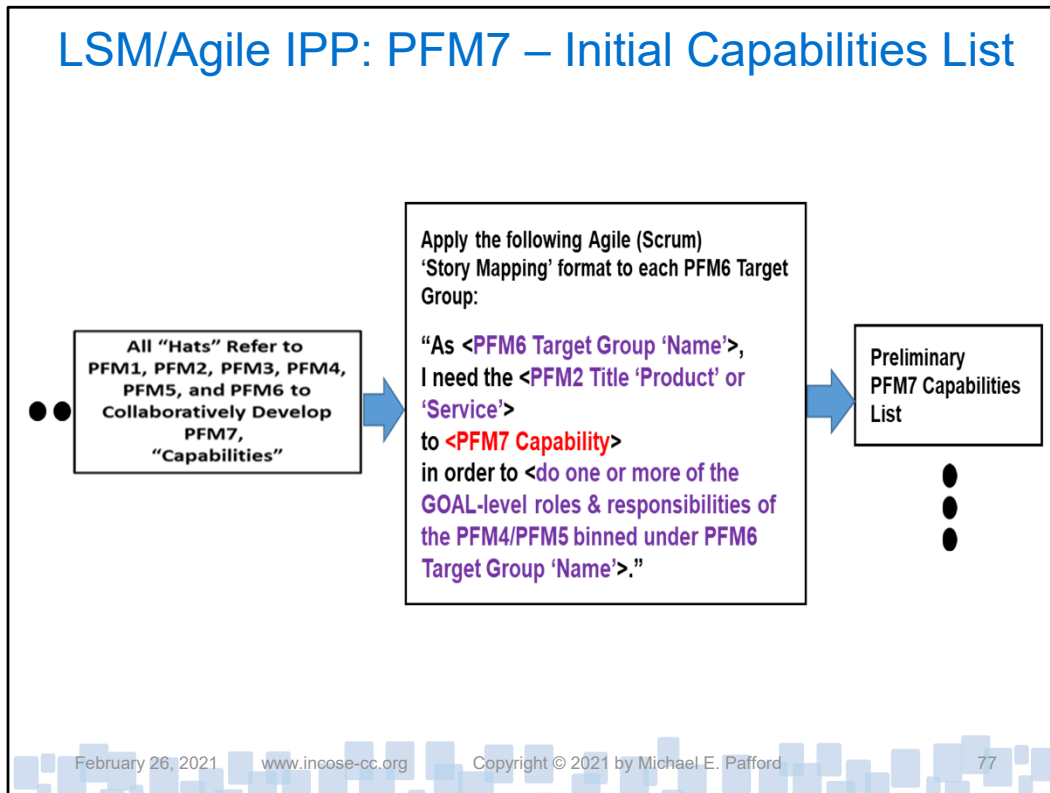 LSM/Agile IPP: PFM7 – Initial Capabilities List
All “Hats” Refer to
PFM1, PFM2, PFM3, PFM4,
PFM5, and PFM6 to
Collaboratively Develop
PFM7,
“Capabilities”
Apply the following Agile (Scrum)
‘Story Mapping’ format to each PFM6 Target
Group:
“As <PFM6 Target Group ‘Name’>,
I need the <PFM2 Title ‘Product’ or
‘Service’>
to <PFM7 Capability>
in order to <do one or more of the
GOAL-level roles & responsibilities of
the PFM4/PFM5 binned under PFM6
Target Group ‘Name’>.”
Preliminary
PFM7 Capabilities
List
February 26, 2021 www.incose-cc.org Copyright © 2021 by Michael E. Pafford 77